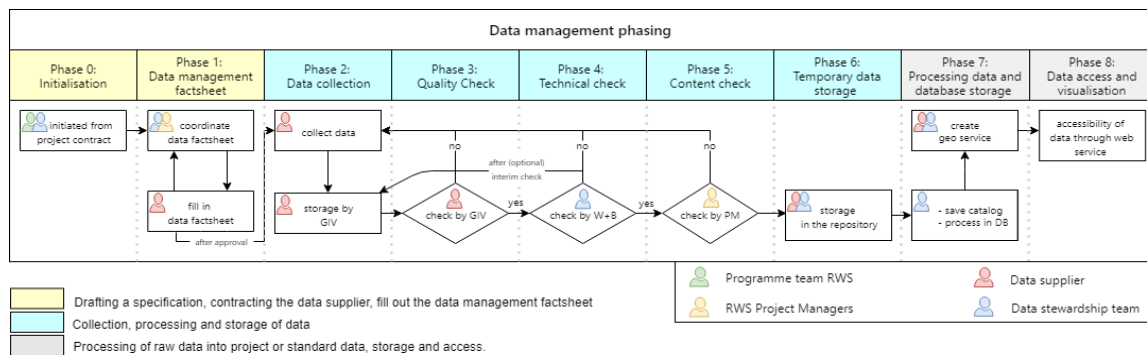 Data management phasing
Phase 0:
Initialisation
Phase 1:
Data management
factsheet
Phase 2:
Data collection
Phase 3:
Quality Check
Phase 4:
Technical check
Phase 5:
Content check
Phase 6:
Temporary data
storage
Phase 7:
Processing data and
database storage
Phase 8:
Data access and
visualisation
initiated from
project contract
coordinate
data factsheet
collect data
create
geo service
accessibility of
data through web
service
no
no
no
after (optional)
interim check
fill in
data factsheet
storage by
GIV
check by GIV
yes
check by W+B
yes
check by PM
storage
in the repository
- save catalog
- process in DB
after approval
Programme team RWS
Data supplier
RWS Project Managers
Data stewardship team
Drafting a specification, contracting the data supplier, fill out the data management factsheet
Collection, processing and storage of data
Processing of raw data into project or standard data, storage and access.